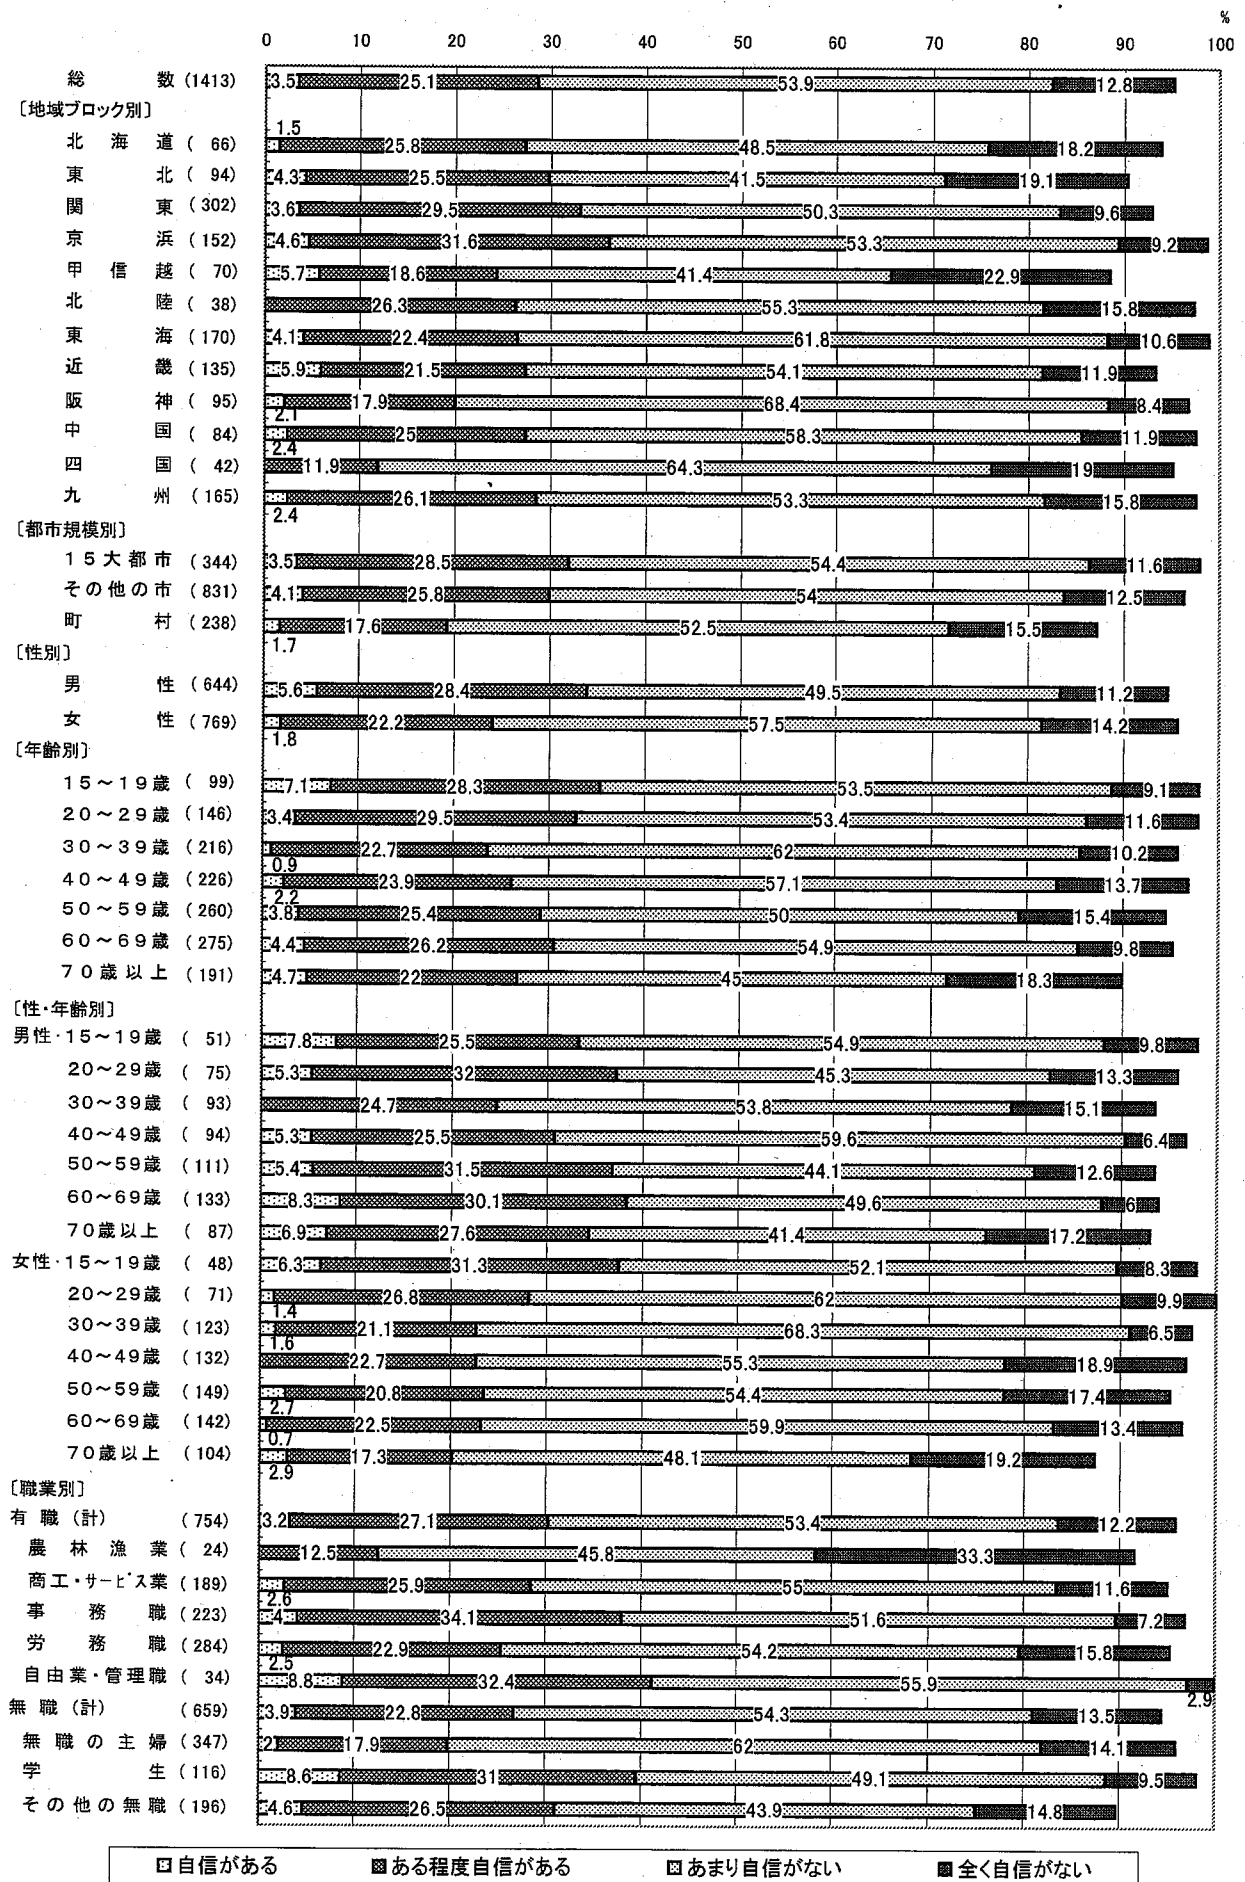 %
0 10 20 30 40 50 60 70 80 90 100
総数 (1413) 3.5 25.1 53.9 12.8
〔地域ブロック別〕
北海道 ( 66) 1.5 25.8 48.5 18.2
東北 ( 94) 4.3 25.5 41.5 19.1
関東 (302) 3.6 29.5 50.3 9.6
京浜 (152) 4.6 31.6 53.3 9.2
甲信越 ( 70) 5.7 18.6 41.4 22.9
北陸 ( 38) 26.3 55.3 15.8
東海 (170) 4.1 22.4 61.8 10.6
近畿 (135) 5.9 21.5 54.1 11.9
阪神 ( 95) 2.1 17.9 68.4 8.4
中国 ( 84) 2.4 25 58.3 11.9
四国 ( 42) 11.9 64.3 19
九州 (165) 2.4 26.1 53.3 15.8
〔都市規模別〕
15大都市 (344) 3.5 28.5 54.4 11.6
その他の市 (831) 4.1 25.8 54 12.5
町村 (238) 1.7 17.6 52.5 15.5
〔性別〕
男性 (644) 5.6 28.4 49.5 11.2
女性 (769) 1.8 22.2 57.5 14.2
〔年齢別〕
15～19歳 ( 99) 7.1 28.3 53.5 9.1
20～29歳 (146) 3.4 29.5 53.4 11.6
30～39歳 (216) 0.9 22.7 62 10.2
40～49歳 (226) 2.2 23.9 57.1 13.7
50～59歳 (260) 3.8 25.4 50 15.4
60～69歳 (275) 4.4 26.2 54.9 9.8
70歳以上 (191) 4.7 22 45 18.3
〔性・年齢別〕
男性・15～19歳 ( 51) 7.8 25.5 54.9 9.8
20～29歳 ( 75) 5.3 32 45.3 13.3
30～39歳 ( 93) 24.7 53.8 15.1
40～49歳 ( 94) 5.3 25.5 59.6 6.4
50～59歳 (111) 5.4 31.5 44.1 12.6
60～69歳 (133) 8.3 30.1 49.6 6
70歳以上 ( 87) 6.9 27.6 41.4 17.2
女性・15～19歳 ( 48) 6.3 31.3 52.1 8.3
20～29歳 ( 71) 1.4 26.8 62 9.9
30～39歳 (123) 1.6 21.1 68.3 6.5
40～49歳 (132) 22.7 55.3 18.9
50～59歳 (149) 2.7 20.8 54.4 17.4
60～69歳 (142) 0.7 22.5 59.9 13.4
70歳以上 (104) 2.9 17.3 48.1 19.2
〔職業別〕
有職(計) (754) 3.2 27.1 53.4 12.2
農林漁業 ( 24) 12.5 45.8 33.3
商工・サービス業 (189) 2.6 25.9 55 11.6
事務職 (223) 4 34.1 51.6 7.2
労務職 (284) 2.5 22.9 54.2 15.8
自由業・管理職 ( 34) 8.8 32.4 55.9 2.9
無職(計) (659) 3.9 22.8 54.3 13.5
無職の主婦 (347) 2 17.9 62 14.1
学生 (116) 8.6 31 49.1 9.5
その他の無職 (196) 4.6 26.5 43.9 14.8
自信がある ある程度自信がある あまり自信がない 全く自信がない